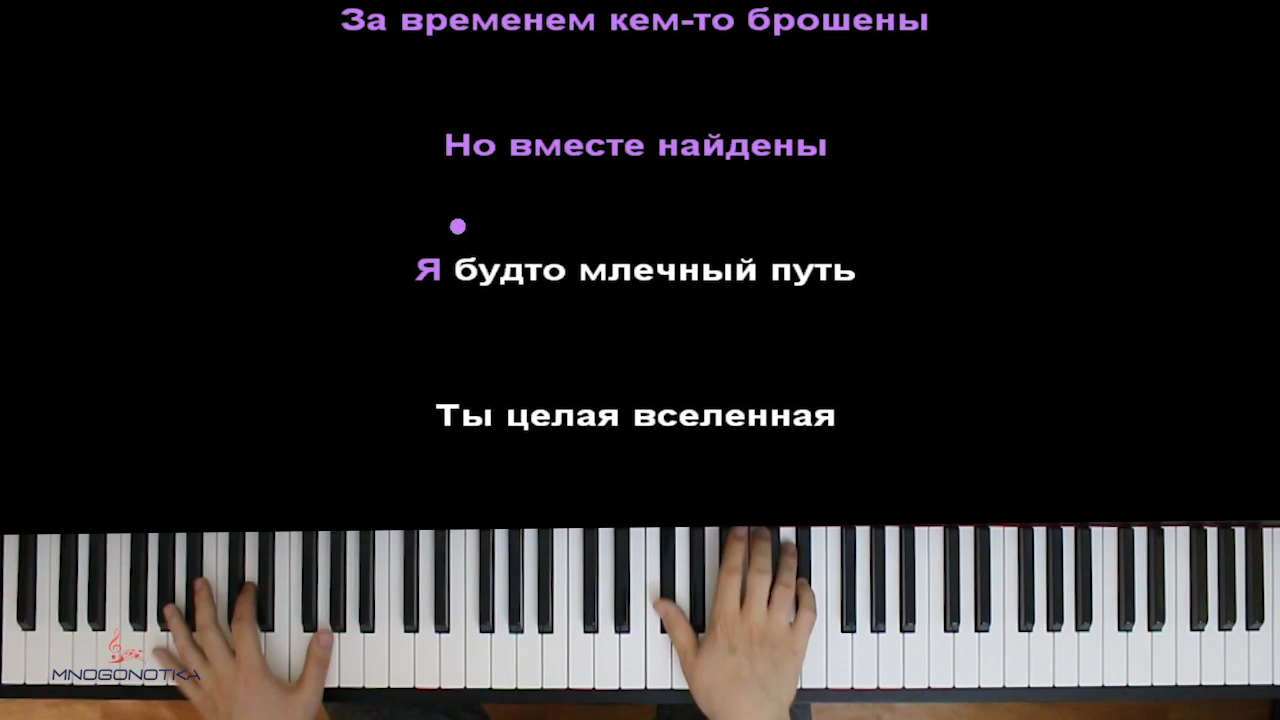 За временем кем-то брошены
Но вместе найдены
Я будто млечный путь
Ты целая вселенная
MNOGONOTKA